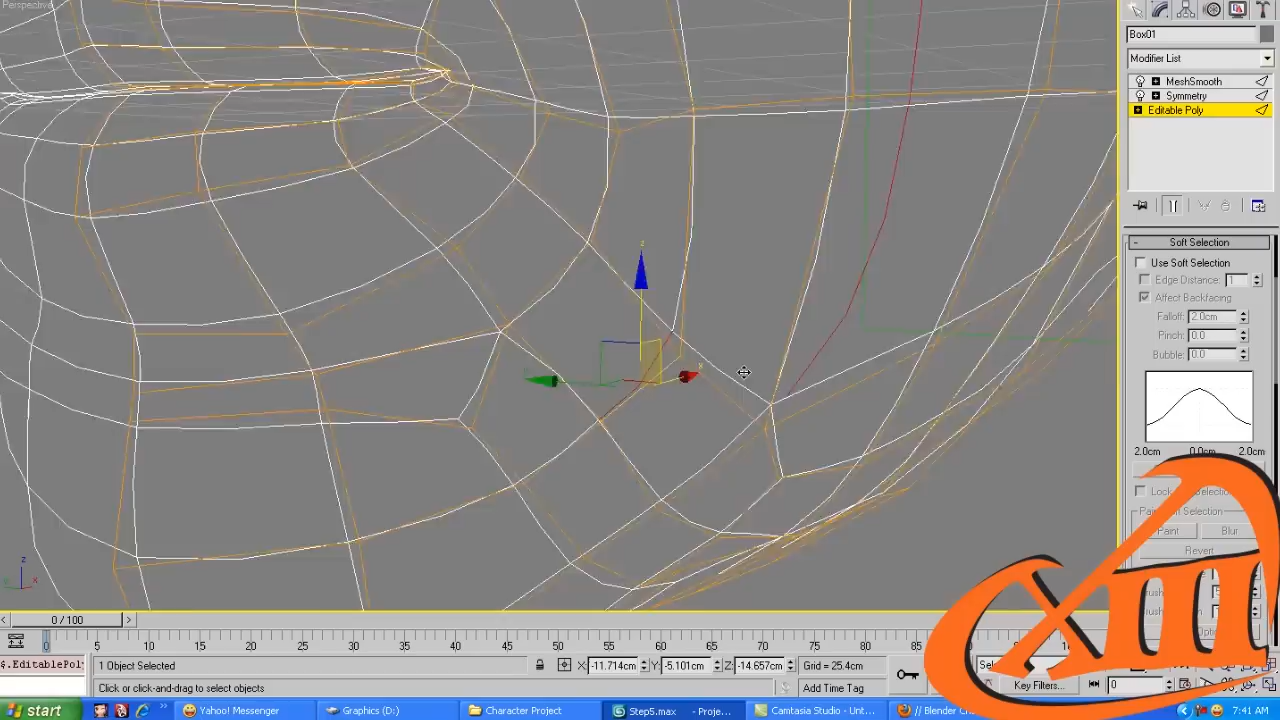 Perspective
Box01
Modifier List
MeshSmooth
Symmetry
Editable Poly
Soft Selection
Use Soft Selection
Edge Distance: 1
Affect Backfacing
Falloff: 2.0cm
Pinch: 0.0
Bubble: 0.0
2.0cm 0.0cm 2.0cm
Paint
Blur
Revert
0 / 100
0 5 10 15 20 25 30 35 40 45 50 55 60 65 70 75 80 85
1 Object Selected
X: -11.714cm Y: -5.101cm Z: -14.657cm Grid = 25.4cm
Click or click-and-drag to select objects
Add Time Tag
Key Filters...
0
start
Yahoo! Messenger
Graphics (D:)
Character Project
Step5.max - Proje...
Camtasia Studio - Unt...
7:41 AM
XIII